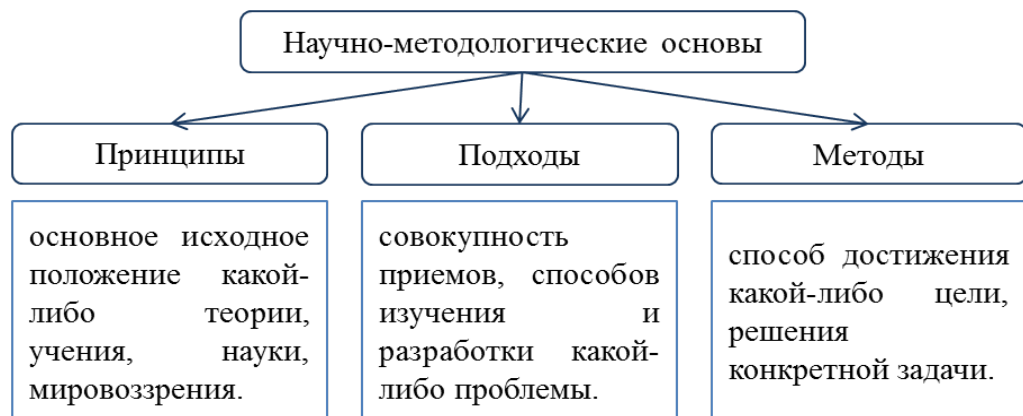 Научно-методологические основы
Принципы
Подходы
Методы
основное исходное
положение какой-
либо теории,
учения, науки,
мировоззрения.
совокупность
приемов, способов
изучения и
разработки какой-
либо проблемы.
способ достижения
какой-либо цели,
решения
конкретной задачи.